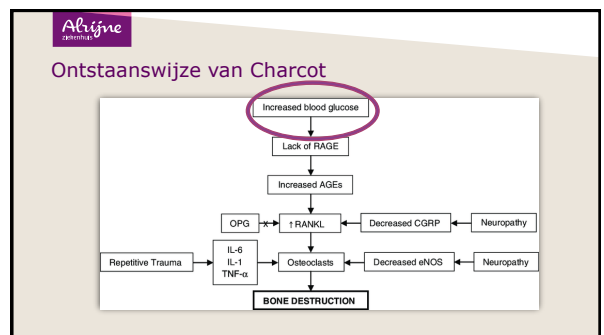 Alrijne
ziekenhuis
Ontstaanswijze van Charcot
Increased blood glucose
Lack of RAGE
Increased AGEs
OPG x ↑RANKL Decreased CGRP Neuropathy
Repetitive Trauma
IL-6
IL-1
TNF-α
Osteoclasts Decreased eNOS Neuropathy
BONE DESTRUCTION